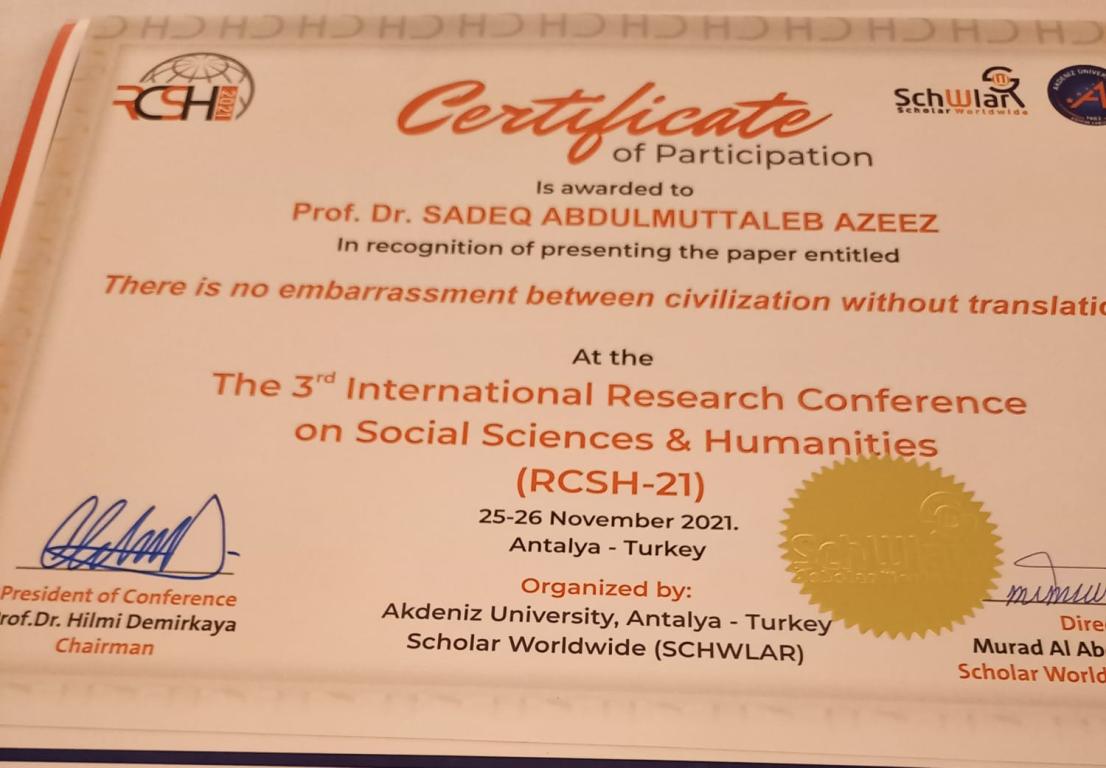 RCSH 2021
Certificate
of Participation
SchWlar
Scholar Worldwide
AKDENIZ
Is awarded to
Prof. Dr. SADEQ ABDULMUTTALEB AZEEZ
In recognition of presenting the paper entitled
There is no embarrassment between civilization without translatio
At the
The 3rd International Research Conference
on Social Sciences & Humanities
(RCSH-21)
25-26 November 2021.
Antalya - Turkey
Organized by:
Akdeniz University, Antalya - Turkey
Scholar Worldwide (SCHWLAR)
President of Conference
rof.Dr. Hilmi Demirkaya
Chairman
SchWlar
Dire
Murad Al Ab
Scholar World